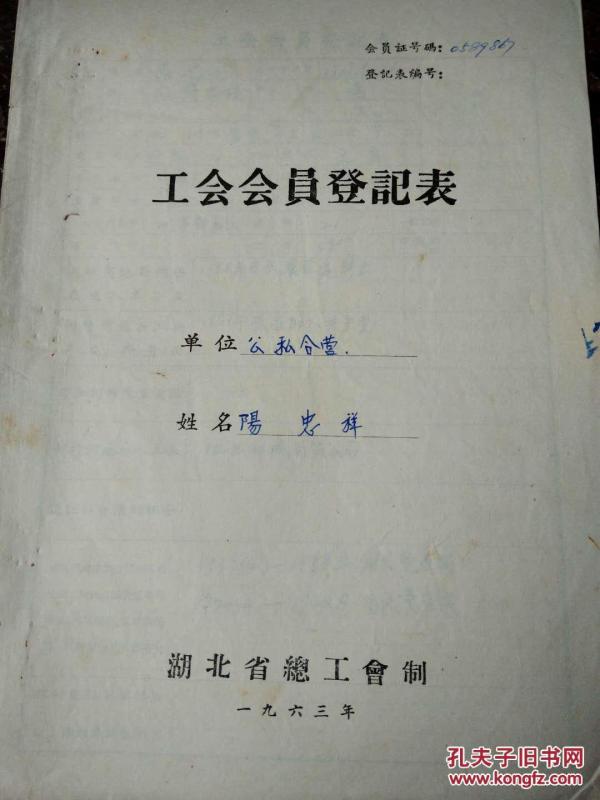 会員証号碼: 0599867
登記表編号:
工会会員登記表
单位 公私合营.
姓名 陽忠祥
湖北省總工會制
一九六三年
孔夫子旧书网
www.kongfz.com